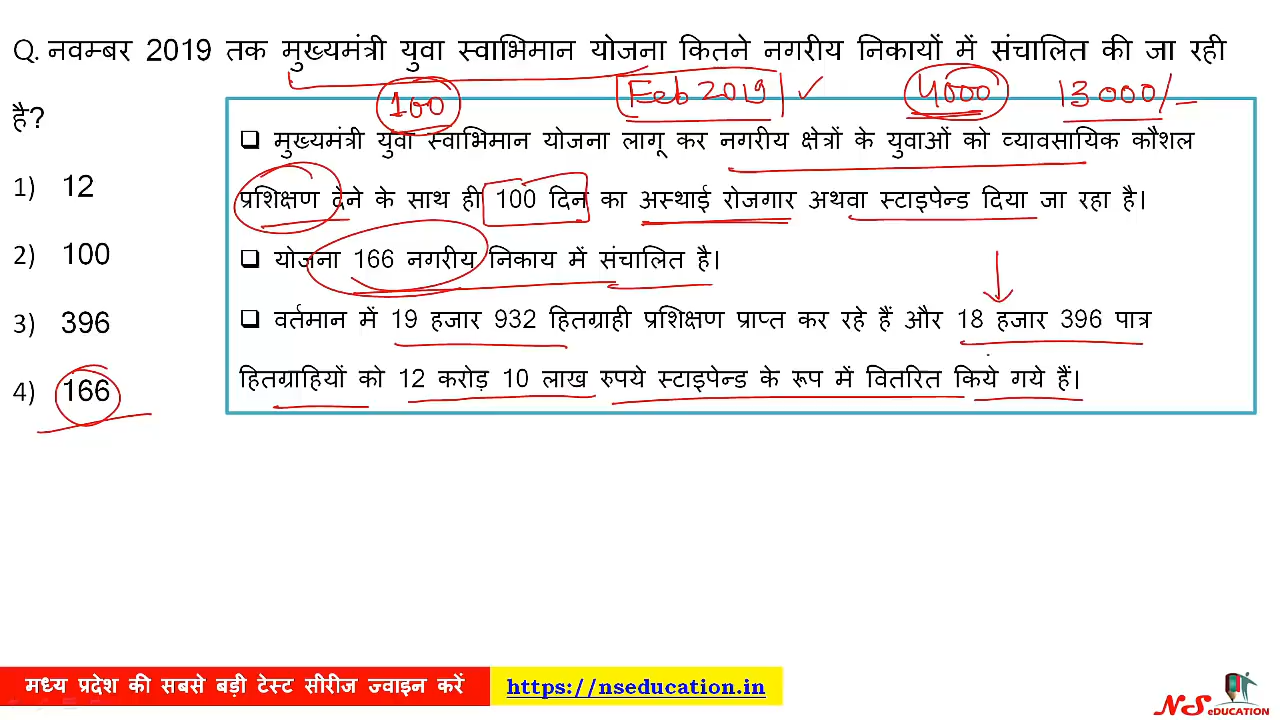 Q. नवम्बर 2019 तक मुख्यमंत्री युवा स्वाभिमान योजना कितने नगरीय निकायों में संचालित की जा रही
है?
100 Feb 2019 ✓ 4000 13000/-
❑ मुख्यमंत्री युवा स्वाभिमान योजना लागू कर नगरीय क्षेत्रों के युवाओं को व्यावसायिक कौशल
प्रशिक्षण देने के साथ ही 100 दिन का अस्थाई रोजगार अथवा स्टाइपेन्ड दिया जा रहा है।
❑ योजना 166 नगरीय निकाय में संचालित है।
❑ वर्तमान में 19 हजार 932 हितग्राही प्रशिक्षण प्राप्त कर रहे हैं और 18 हजार 396 पात्र
हितग्राहियों को 12 करोड़ 10 लाख रुपये स्टाइपेन्ड के रूप में वितरित किये गये हैं।
1) 12
2) 100
3) 396
4) 166
मध्य प्रदेश की सबसे बड़ी टेस्ट सीरीज ज्वाइन करें
https://nseducation.in
NS eDUCATION